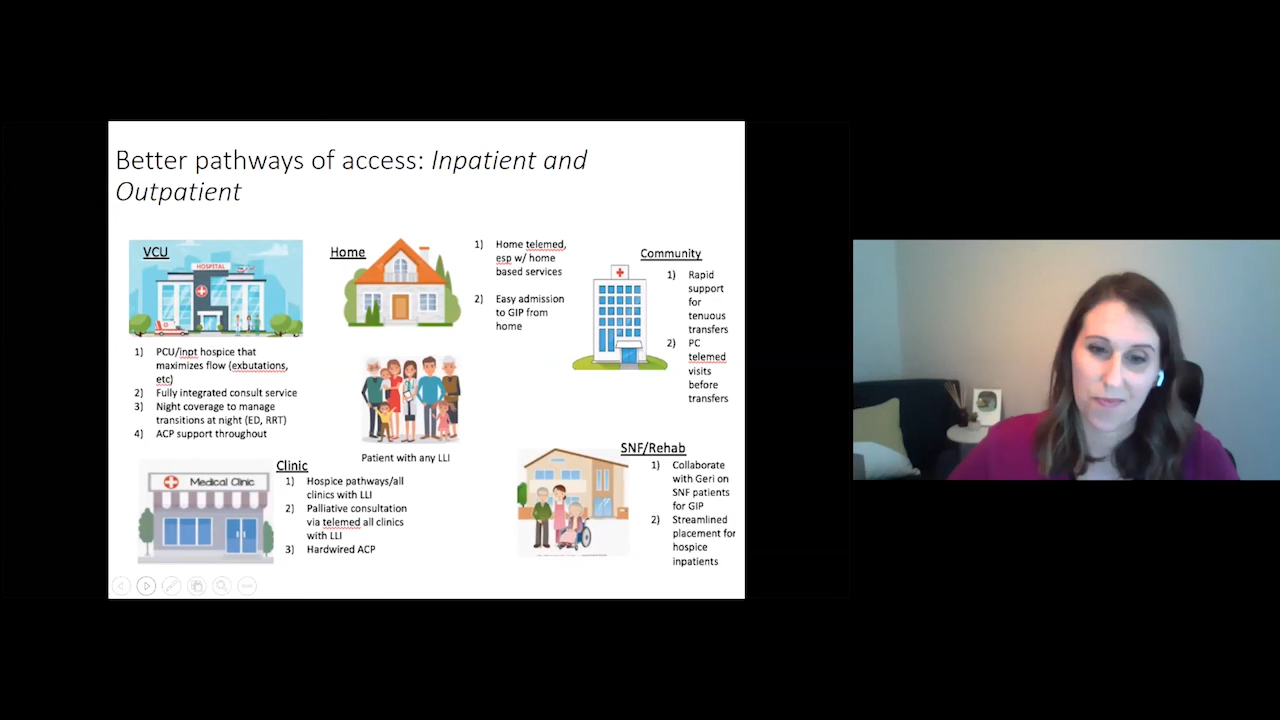 Better pathways of access: Inpatient and
Outpatient
VCU
HOSPITAL
1) PCU/inpt hospice that
maximizes flow (exbutations,
etc)
2) Fully integrated consult service
3) Night coverage to manage
transitions at night (ED, RRT)
4) ACP support throughout
Home
1) Home telemed,
esp w/ home
based services
2) Easy admission
to GIP from
home
Community
1) Rapid
support
for
tenuous
transfers
2) PC
telemed
visits
before
transfers
Patient with any LLI
Clinic
Medical Clinic
1) Hospice pathways/all
clinics with LLI
2) Palliative consultation
via telemed all clinics
with LLI
3) Hardwired ACP
SNF/Rehab
1) Collaborate
with Geri on
SNF patients
for GIP
2) Streamlined
placement for
hospice
inpatients